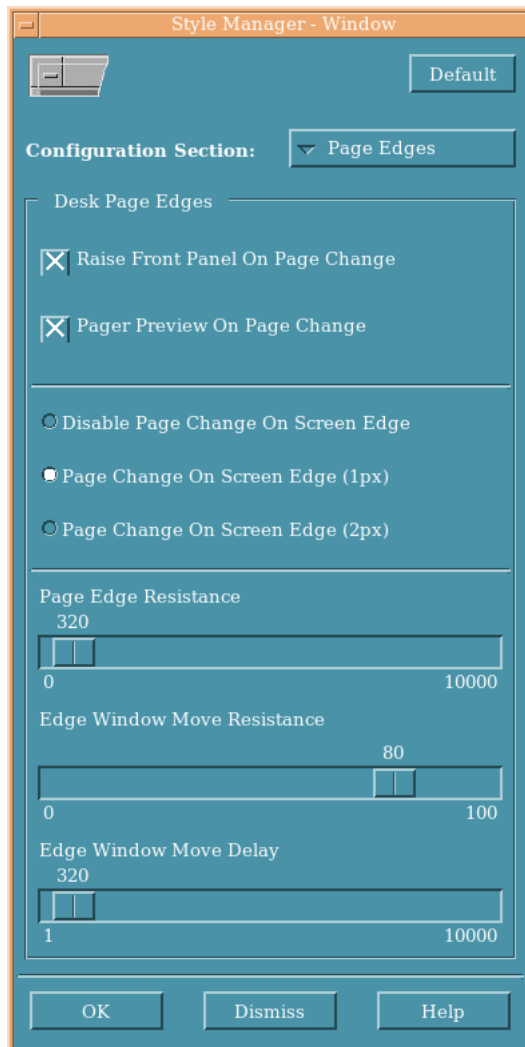 Style Manager - Window
Default
Configuration Section:
Page Edges
Desk Page Edges
Raise Front Panel On Page Change
Pager Preview On Page Change
Disable Page Change On Screen Edge
Page Change On Screen Edge (1px)
Page Change On Screen Edge (2px)
Page Edge Resistance
320
0 10000
Edge Window Move Resistance
80
0 100
Edge Window Move Delay
320
1 10000
OK Dismiss Help